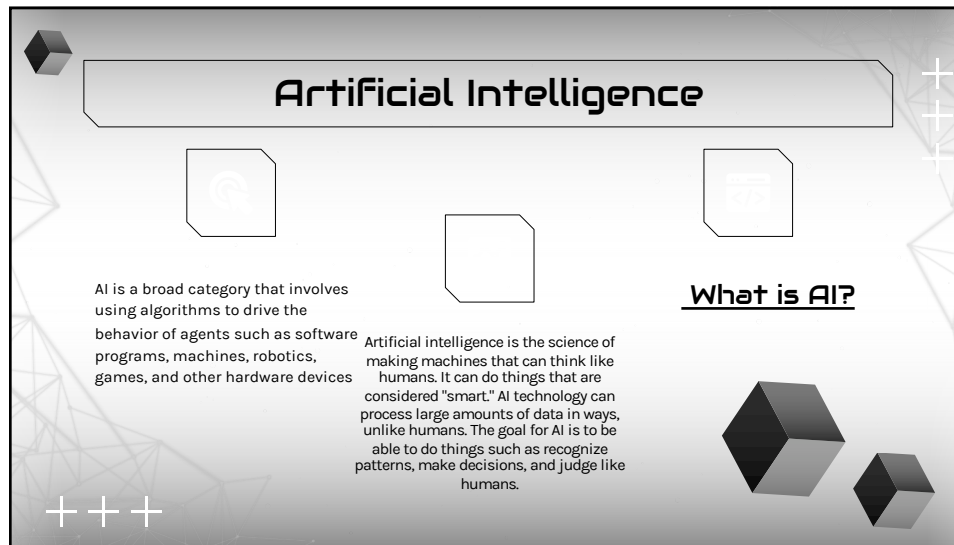 Artificial Intelligence
AI is a broad category that involves
using algorithms to drive the
behavior of agents such as software
programs, machines, robotics,
games, and other hardware devices
Artificial intelligence is the science of
making machines that can think like
humans. It can do things that are
considered "smart." AI technology can
process large amounts of data in ways,
unlike humans. The goal for AI is to be
able to do things such as recognize
patterns, make decisions, and judge like
humans.
What is AI?